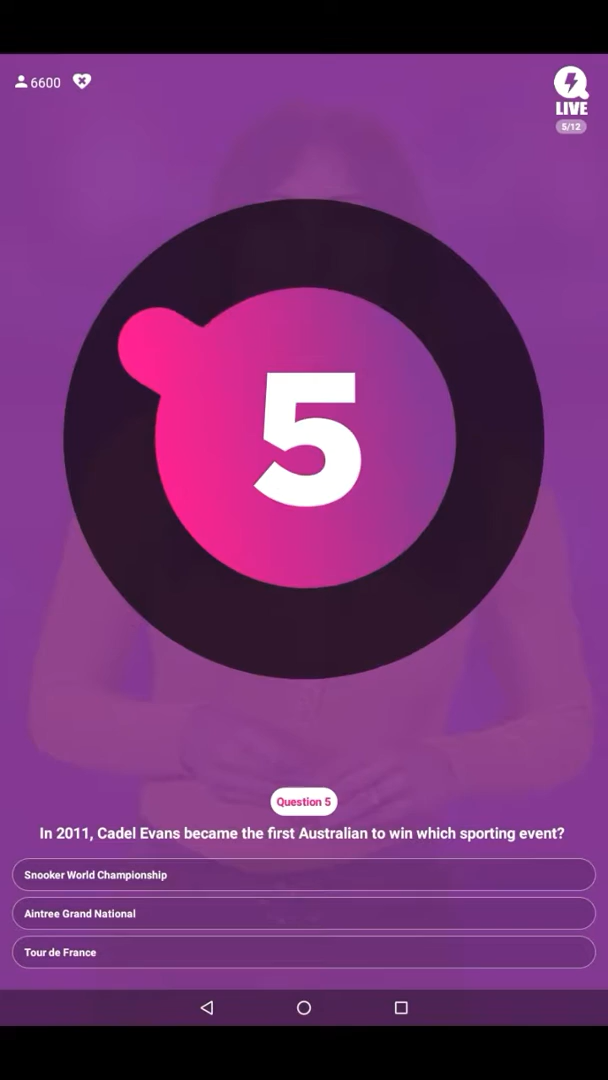 6600
LIVE
5/12
5
Question 5
In 2011, Cadel Evans became the first Australian to win which sporting event?
Snooker World Championship
Aintree Grand National
Tour de France